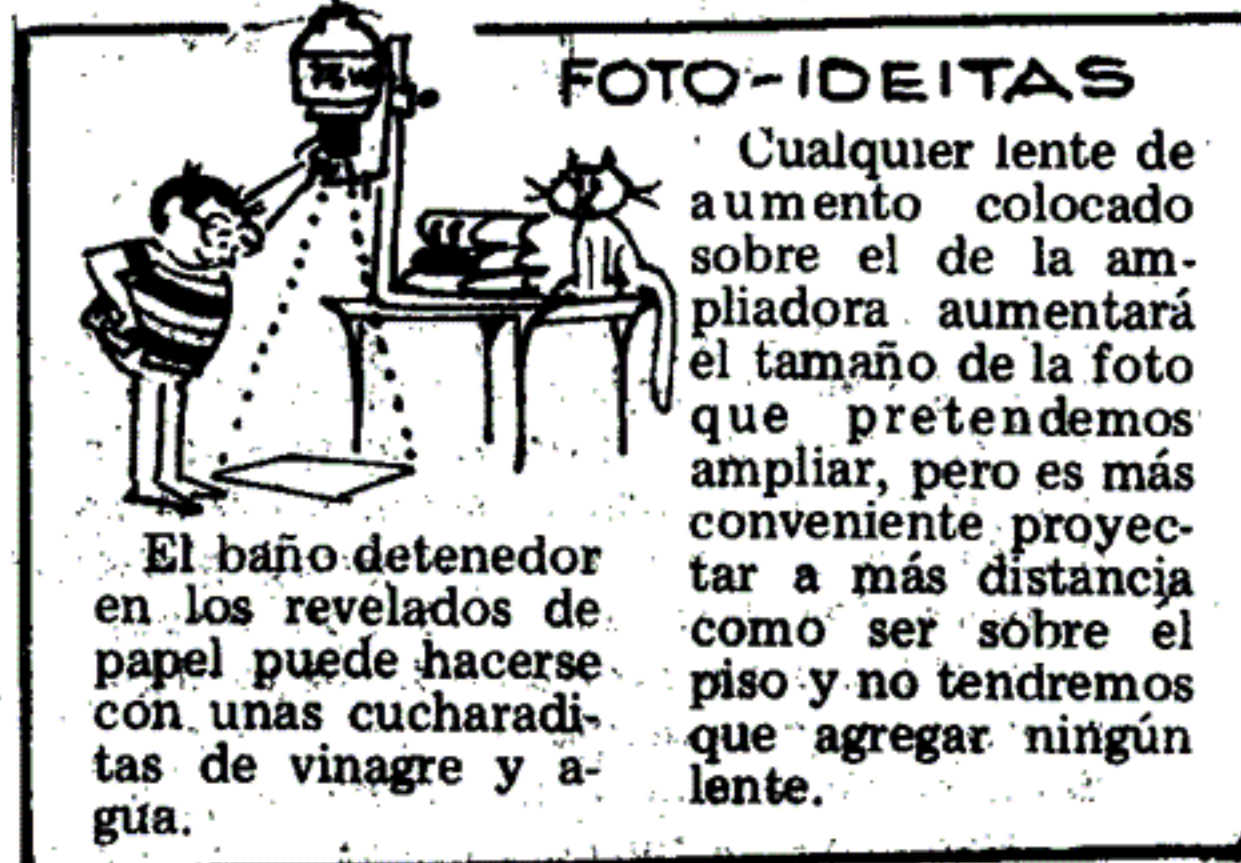 FOTO-IDEITAS
El baño detenedor
en los revelados de
papel puede hacerse
con unas cucharadi-
tas de vinagre y a-
gua.
Cualquier lente de
aumento colocado
sobre el de la am-
pliadora aumentará
el tamaño de la foto
que pretendemos
ampliar, pero es más
conveniente proyec-
tar a más distancia
como ser sobre el
piso y no tendremos
que agregar ningún
lente.